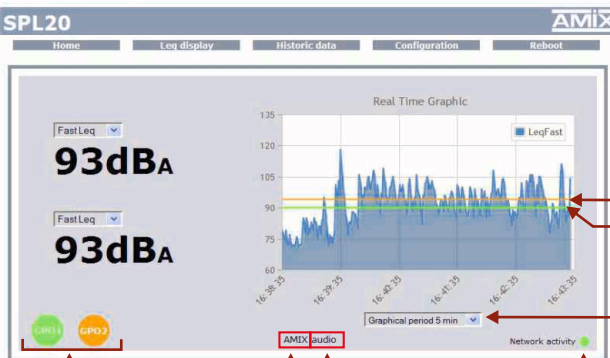 SPL20
AMIX
Home
Leq display
Historic data
Configuration
Reboot
Real Time Graphic
FastLeq
93dBA
FastLeq
93dBA
LeqFast
135
120
105
90
75
60
16:38:35
16:39:35
16:40:35
16:41:35
16:42:35
16:43:35
Graphical period 5 min
GPO1
GPO2
AMIX audio
Network activity